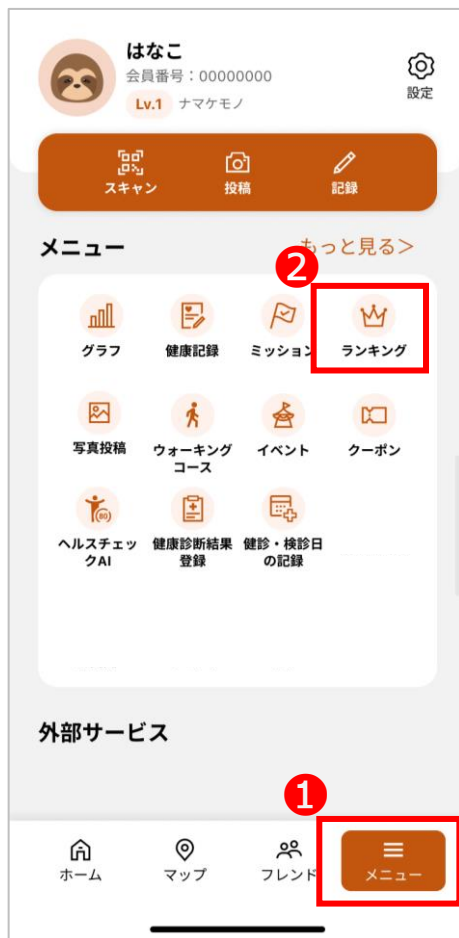 はなこ
会員番号：00000000
Lv.1 ナマケモノ
設定
スキャン 投稿 記録
メニュー
もっと見る＞
2
グラフ 健康記録 ミッション ランキング
写真投稿 ウォーキング
コース イベント クーポン
ヘルスチェッ
クAI 健康診断結果
登録 健診・検診日
の記録
外部サービス
1
ホーム マップ フレンド メニュー